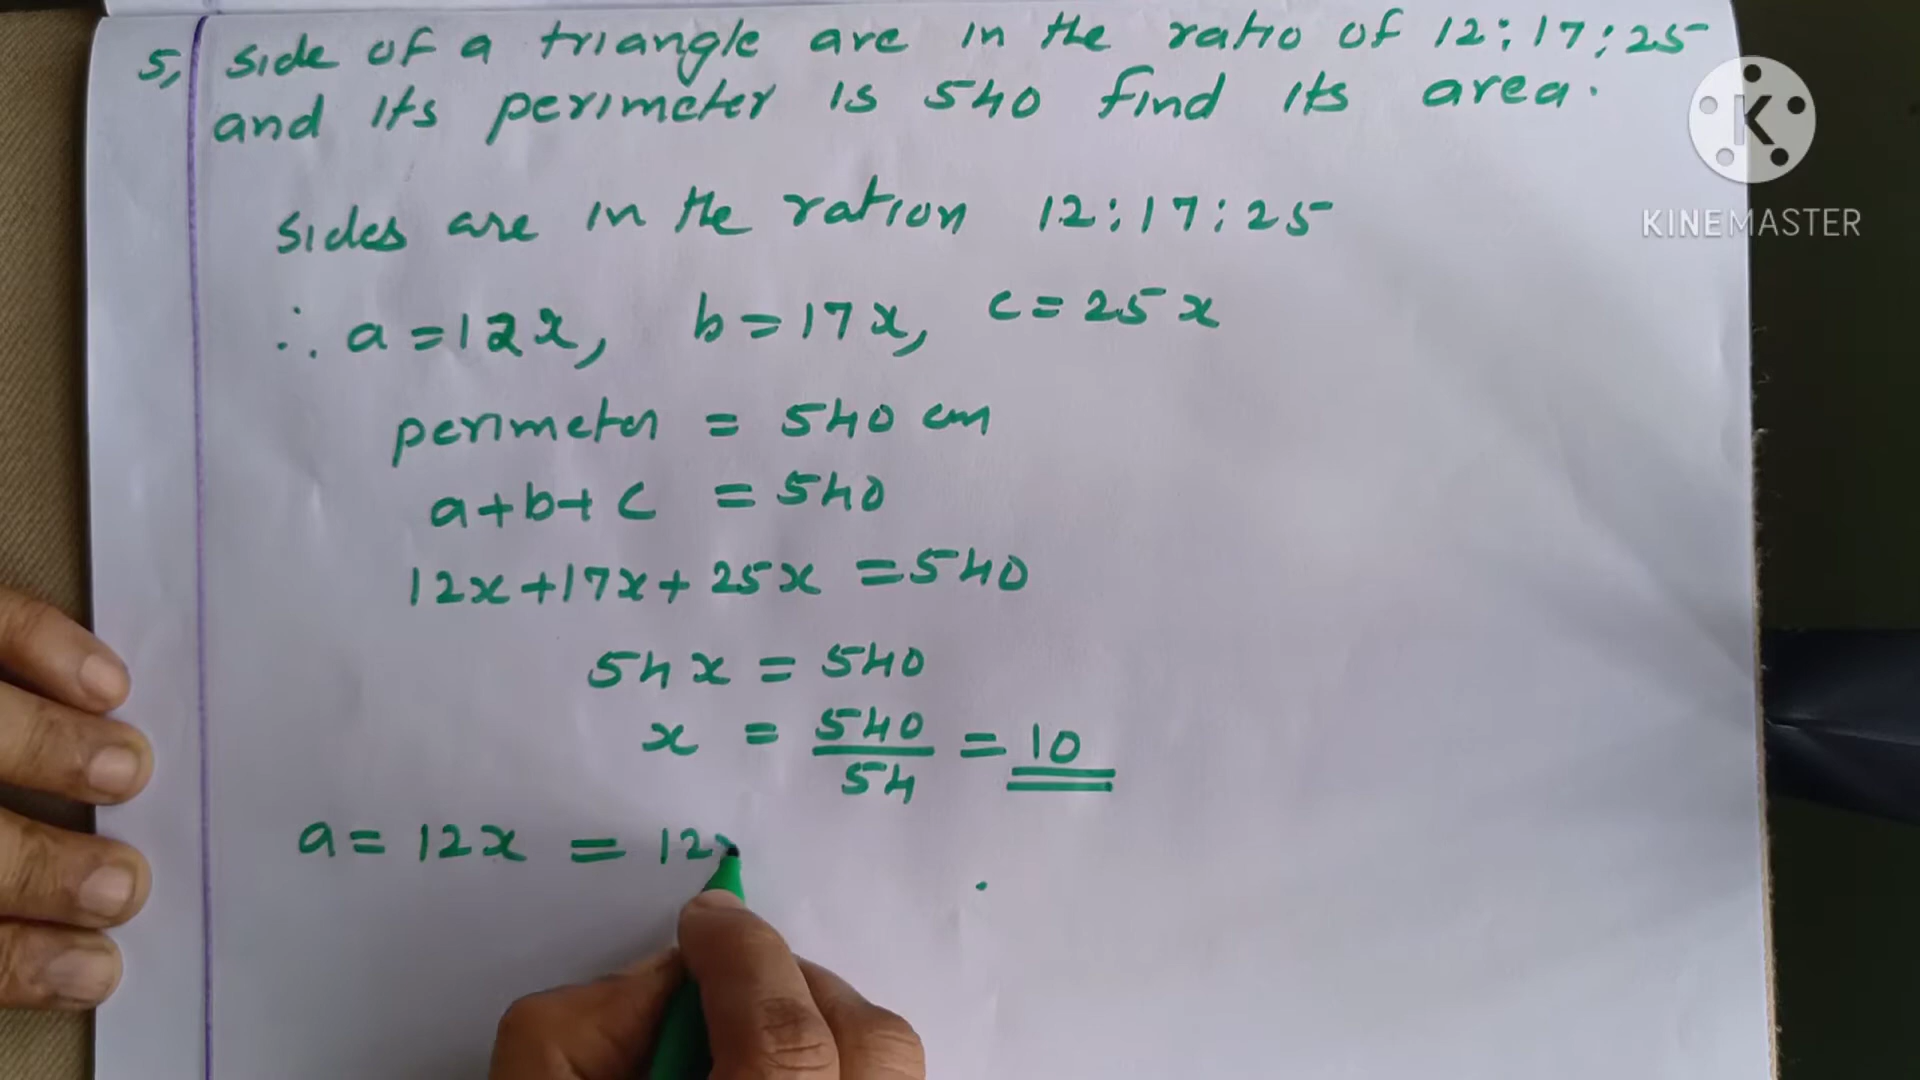 5, side of a triangle are in the ratio of 12:17:25
and its perimeter is 540 find its area.
sides are in the ration 12:17:25
∴ a=12x, b=17x, c=25x
perimeter = 540 cm
a+b+c = 540
12x+17x+25x = 540
54x = 540
x = 540/54 = 10
a = 12x = 12x
K
KINEMASTER